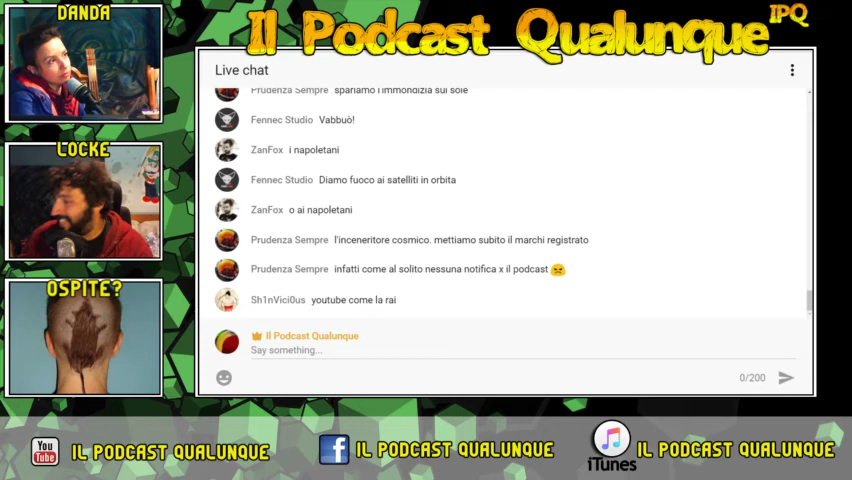 DANDA
Il Podcast Qualunque
IPQ
Live chat
Prudenza Sempre spariamo l'immondizia sul sole
Fennec Studio Vabbuò!
LOCKE
ZanFox i napoletani
Fennec Studio Diamo fuoco ai satelliti in orbita
ZanFox o ai napoletani
Prudenza Sempre l'inceneritore cosmico. mettiamo subito il marchi registrato
Prudenza Sempre infatti come al solito nessuna notifica x il podcast
OSPITE?
Sh1nVici0us youtube come la rai
Il Podcast Qualunque
Say something...
0/200
You Tube IL PODCAST QUALUNQUE
f IL PODCAST QUALUNQUE
iTunes IL PODCAST QUALUNQUE